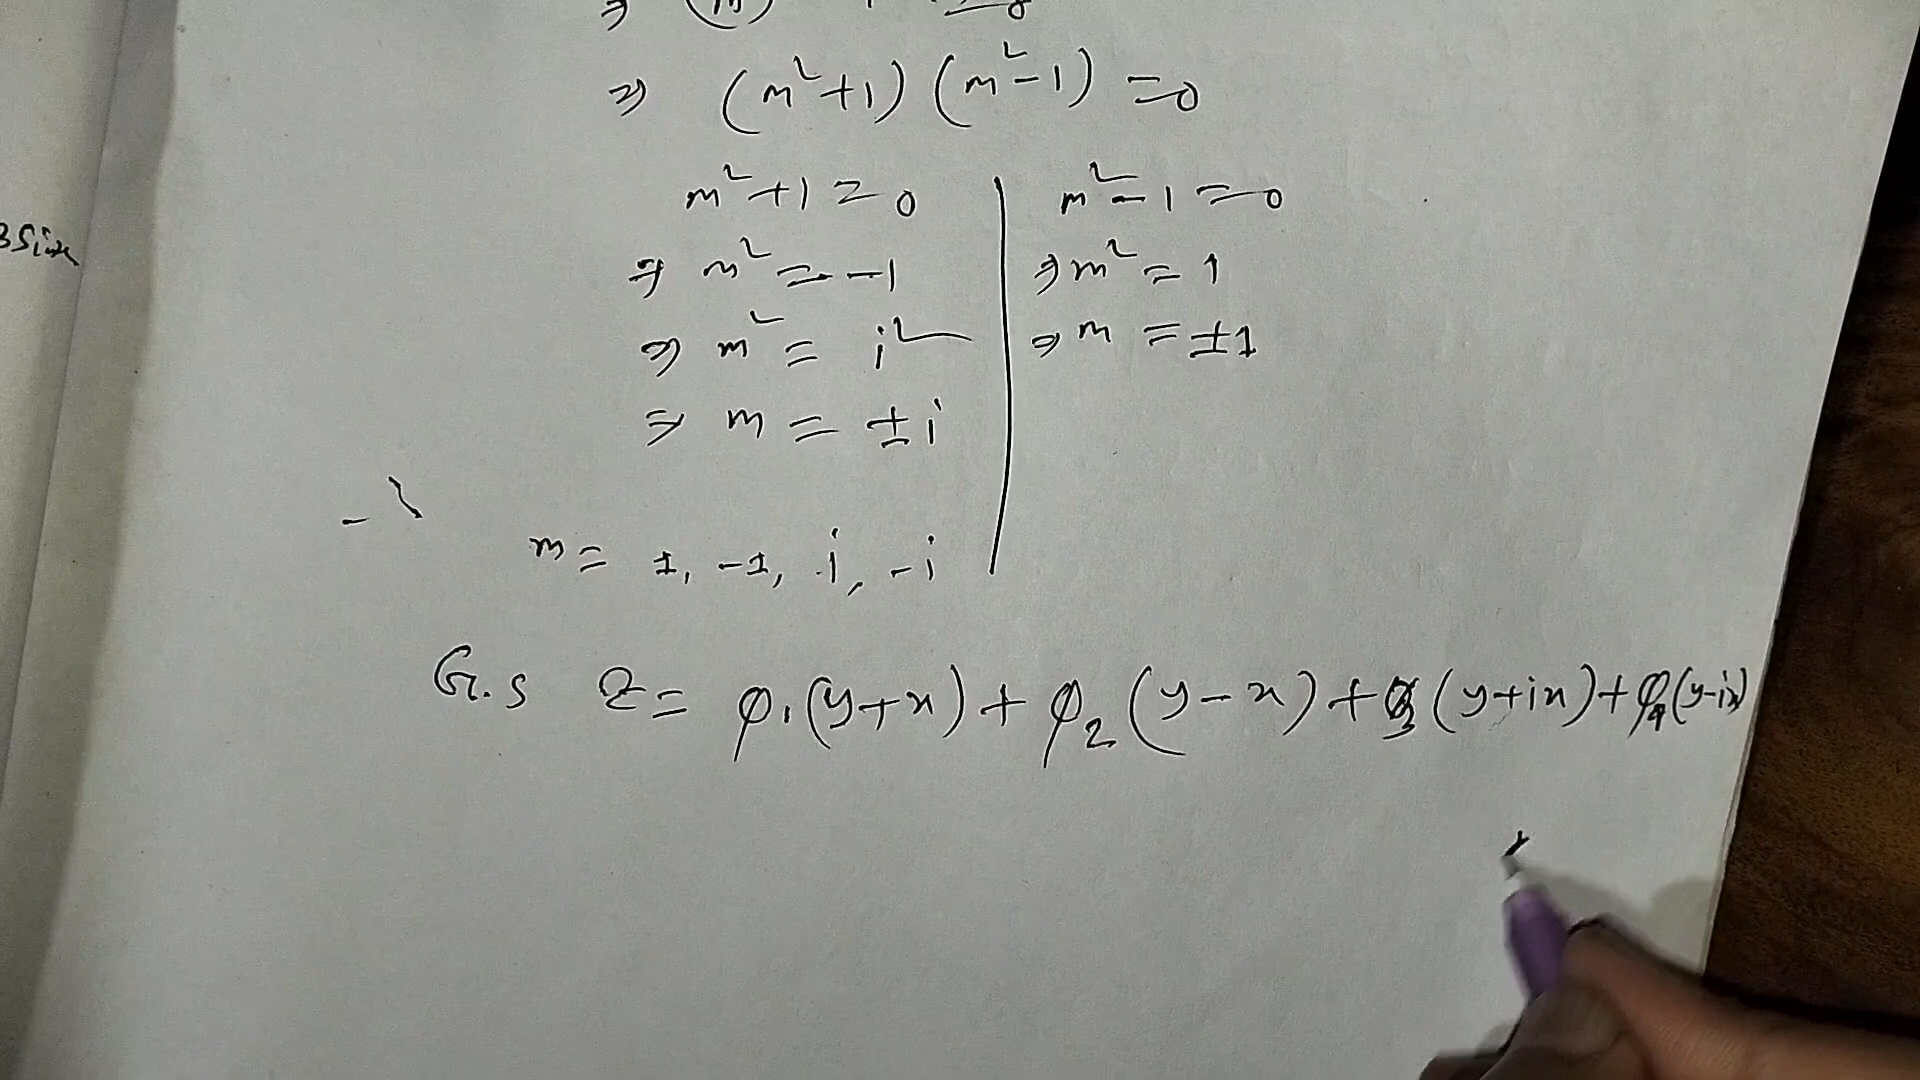 ⇒ (m²+1) (m²-1) = 0
m²+1 = 0 | m²-1 = 0
⇒ m² = -1 | ⇒ m² = 1
⇒ m² = i² | ⇒ m = ±1
⇒ m = ±i
m = 1, -1, i, -i
G.S z = φ₁(y+x) + φ₂(y-x) + φ₃(y+ix) + φ₄(y-ix)